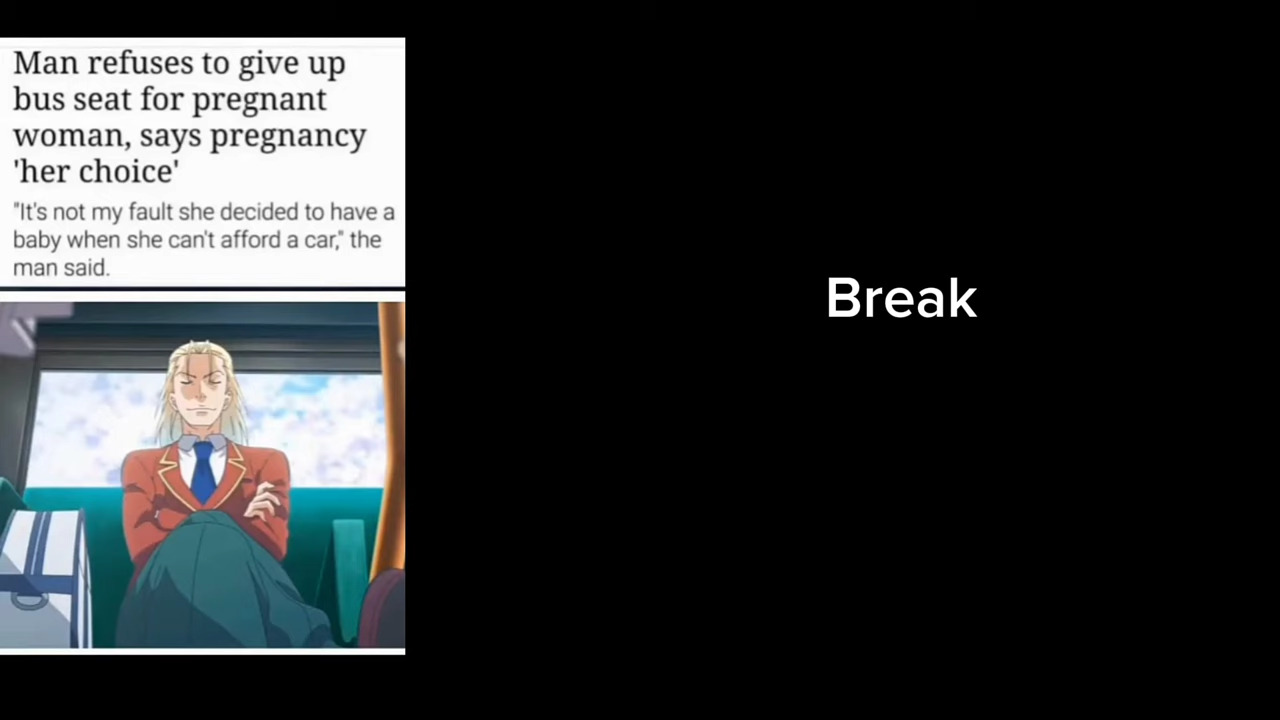 Man refuses to give up
bus seat for pregnant
woman, says pregnancy
'her choice'
"It's not my fault she decided to have a
baby when she can't afford a car," the
man said.
Break